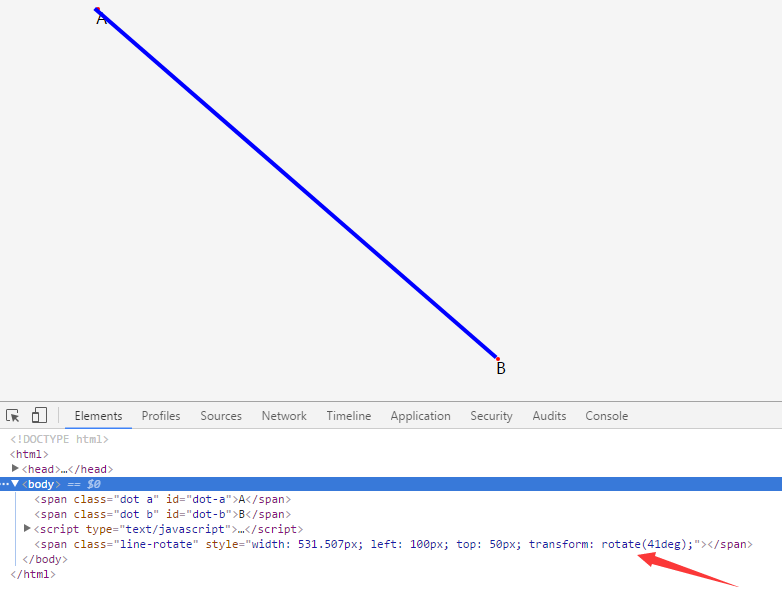 A
B
Elements Profiles Sources Network Timeline Application Security Audits Console
<!DOCTYPE html>
<html>
<head>…</head>
<body> == $0
<span class="dot a" id="dot-a">A</span>
<span class="dot b" id="dot-b">B</span>
<script type="text/javascript">…</script>
<span class="line-rotate" style="width: 531.507px; left: 100px; top: 50px; transform: rotate(41deg);"></span>
</body>
</html>